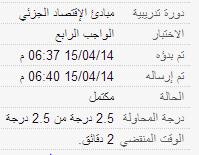 دورة تدريبية مبادئ الإقتصاد الجزئي
الاختبار الواجب الرابع
تم بدؤه 15/04/14 06:37 م
تم إرساله 15/04/14 06:40 م
الحالة مكتمل
درجة المحاولة 2.5 درجة من 2.5 درجة
الوقت المنقضي 2 دقائق.